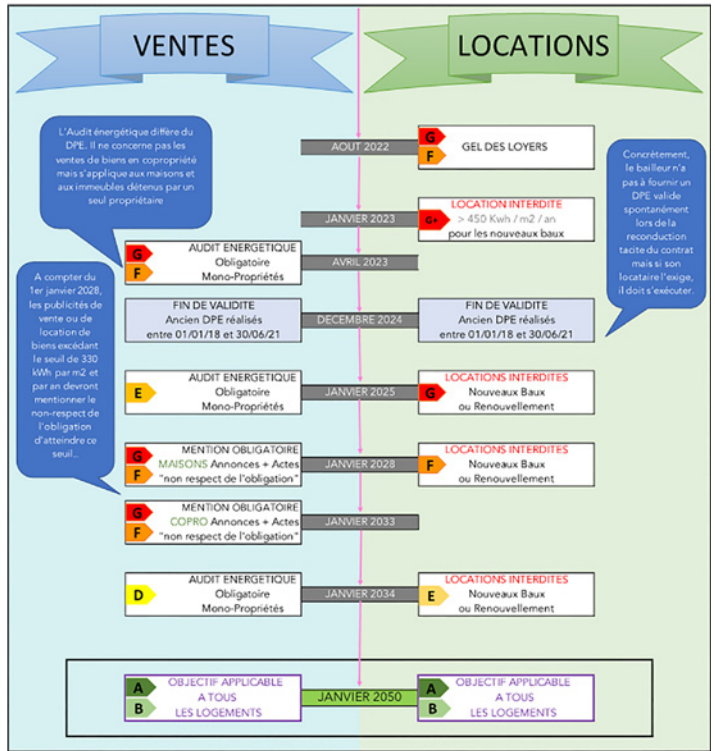 VENTES
LOCATIONS
L'Audit énergétique diffère du
DPE. Il ne concerne pas les
ventes de biens en copropriété
mais s'applique aux maisons et
aux immeubles détenus par un
seul propriétaire
AOUT 2022
G
F
GEL DES LOYERS
Concrètement,
le bailleur n'a
pas à fournir un
DPE valide
spontanément
lors de la
reconduction
tacite du contrat
mais si son
locataire l'exige,
il doit s'exécuter.
JANVIER 2023
G+
LOCATION INTERDITE
> 450 Kwh / m2 / an
pour les nouveaux baux
G
F
AUDIT ENERGETIQUE
Obligatoire
Mono-Propriétés
AVRIL 2023
A compter du
1er janvier 2028,
les publicités de
vente ou de
location de
biens excédant
le seuil de 330
kWh par m2 et
par an devront
mentionner le
non-respect de
l'obligation
d'atteindre ce
seuil...
FIN DE VALIDITE
Ancien DPE réalisés
entre 01/01/18 et 30/06/21
DECEMBRE 2024
FIN DE VALIDITE
Ancien DPE réalisés
entre 01/01/18 et 30/06/21
E
AUDIT ENERGETIQUE
Obligatoire
Mono-Propriétés
JANVIER 2025
G
LOCATIONS INTERDITES
Nouveaux Baux
ou Renouvellement
G
F
MENTION OBLIGATOIRE
MAISONS Annonces + Actes
"non respect de l'obligation"
JANVIER 2028
F
LOCATIONS INTERDITES
Nouveaux Baux
ou Renouvellement
G
F
MENTION OBLIGATOIRE
COPRO Annonces + Actes
"non respect de l'obligation"
JANVIER 2033
D
AUDIT ENERGETIQUE
Obligatoire
Mono-Propriétés
JANVIER 2034
E
LOCATIONS INTERDITES
Nouveaux Baux
ou Renouvellement
A
B
OBJECTIF APPLICABLE
A TOUS
LES LOGEMENTS
JANVIER 2050
A
B
OBJECTIF APPLICABLE
A TOUS
LES LOGEMENTS